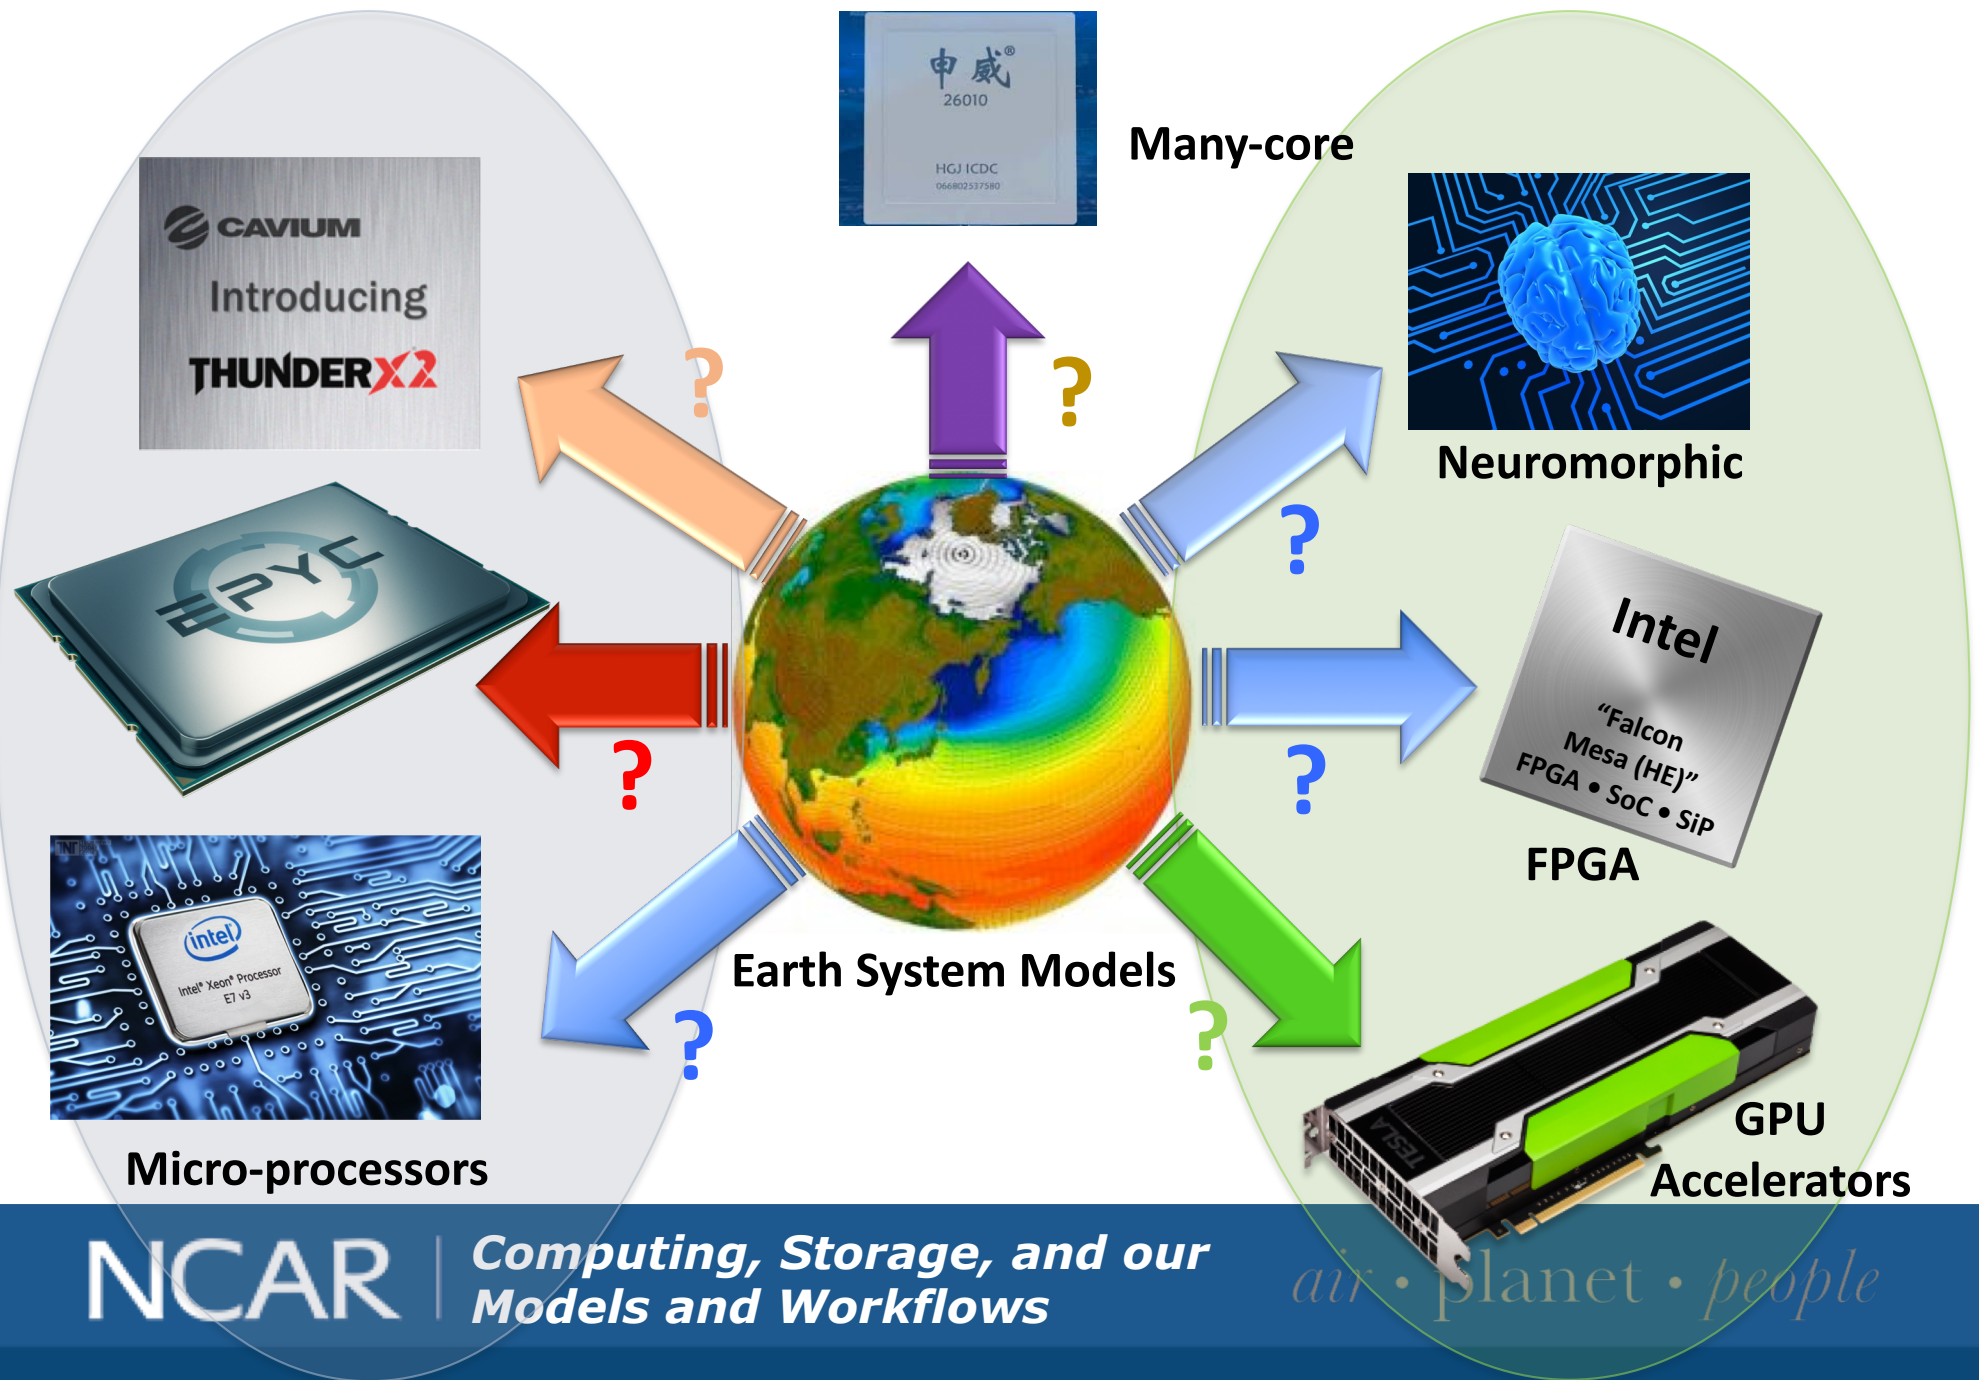 申威®
26010
HGJ ICDC
066802537580
Many-core
CAVIUM
Introducing
THUNDERX2
?
?
?
?
?
?
?
Neuromorphic
EPYC
Intel
“Falcon
Mesa (HE)”
FPGA • SoC • SiP
FPGA
TNT
intel
Intel® Xeon® Processor
E7 v3
Micro-processors
Earth System Models
TESLA
GPU
Accelerators
NCAR
Computing, Storage, and our
Models and Workflows
air • planet • people